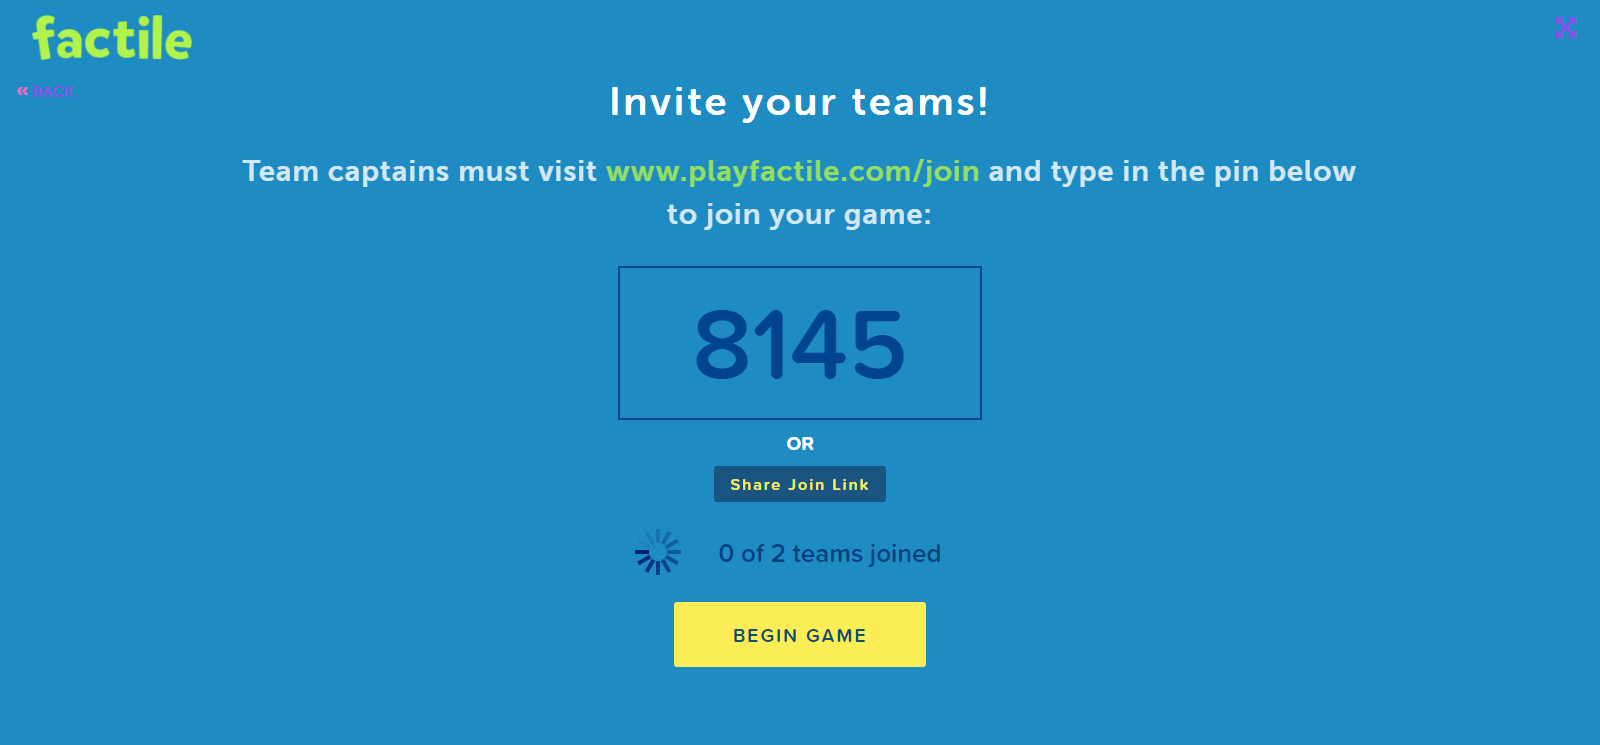 factile
« BACK
Invite your teams!
Team captains must visit www.playfactile.com/join and type in the pin below
to join your game:
8145
OR
Share Join Link
0 of 2 teams joined
BEGIN GAME